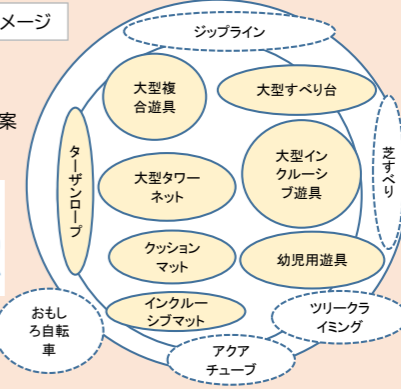 メージ
ジップライン
案
大型複
合遊具
大型すべり台
ターザンロープ
大型タワー
ネット
大型イン
クルーシ
ブ遊具
芝すべり
クッション
マット
幼児用遊具
インクルー
シブマット
おもし
ろ自転
車
ツリークラ
イミング
アクア
チューブ